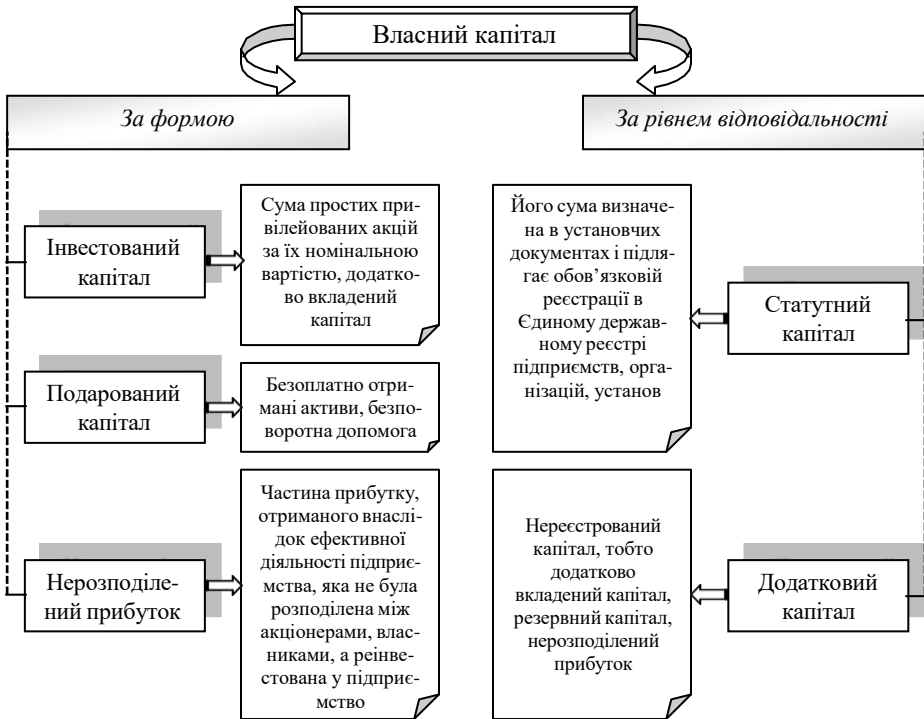 Власний капітал
За формою
Інвестований
капітал
Сума простих при-
вілейованих акцій
за їх номінальною
вартістю, додатко-
во вкладений
капітал
Подарований
капітал
Безоплатно отри-
мані активи, безпо-
воротна допомога
Нерозподіле-
ний прибуток
Частина прибутку,
отриманого внаслі-
док ефективної
діяльності підприє-
мства, яка не була
розподілена між
акціонерами, влас-
никами, а реінве-
стована у підприє-
мство
За рівнем відповідальності
Його сума визначе-
на в установчих
документах і підля-
гає обов’язковій
реєстрації в
Єдиному держав-
ному реєстрі
підприємств, орга-
нізацій, установ
Статутний
капітал
Нереєстрований
капітал, тобто
додатково
вкладений капітал,
резервний капітал,
нерозподілений
прибуток
Додатковий
капітал